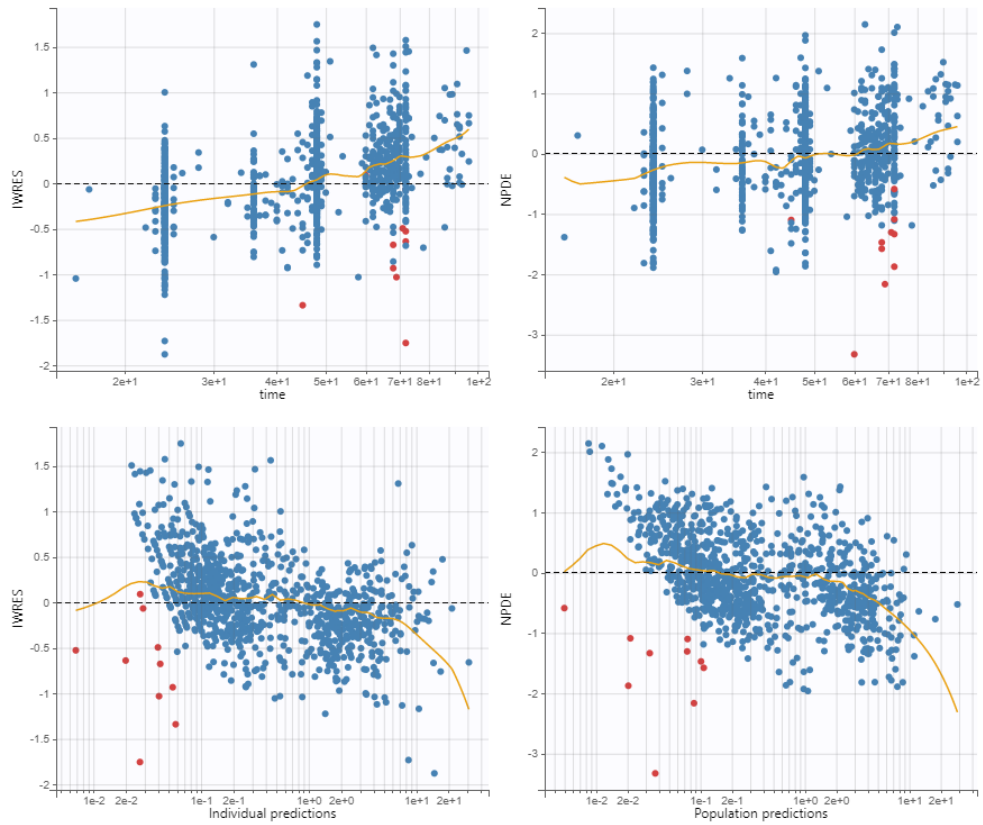 1.5
1
0.5
0
-0.5
-1
-1.5
-2
IWRES
2e+1
3e+1
4e+1
5e+1
6e+1
7e+1
8e+1
1e+2
time
2
1
0
-1
-2
-3
NPDE
2e+1
3e+1
4e+1
5e+1
6e+1
7e+1
8e+1
1e+2
time
1.5
1
0.5
0
-0.5
-1
-1.5
-2
IWRES
1e-2
2e-2
1e-1
2e-1
1e+0
2e+0
1e+1
2e+1
Individual predictions
2
1
0
-1
-2
-3
NPDE
1e-2
2e-2
1e-1
2e-1
1e+0
2e+0
1e+1
2e+1
Population predictions